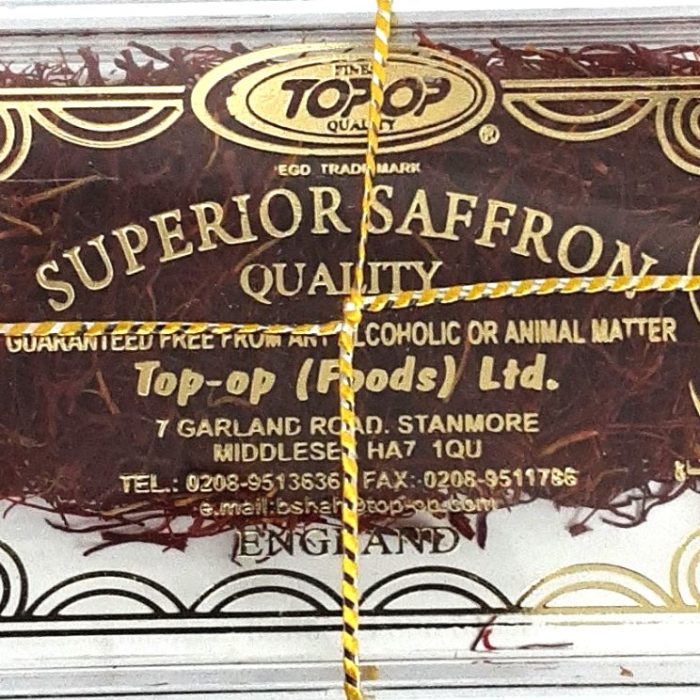 FINE
TOP-OP
QUALITY
®
EGD TRADE MARK
SUPERIOR SAFFRON
QUALITY
GUARANTEED FREE FROM ANY ALCOHOLIC OR ANIMAL MATTER
Top-op (Foods) Ltd.
7 GARLAND ROAD. STANMORE
MIDDLESEX HA7 1QU
TEL.: 0208-9513636 FAX: 0208-9511786
ENGLAND